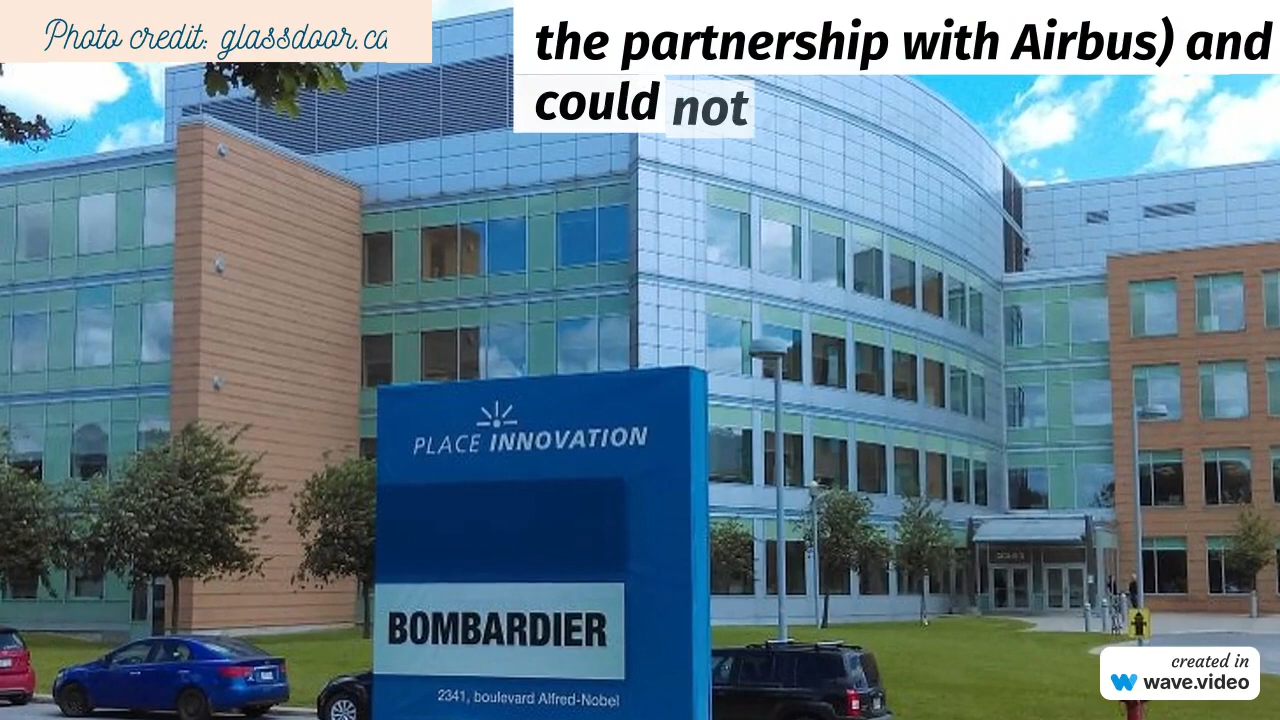 Photo credit: glassdoor.ca
the partnership with Airbus) and
could not
PLACE INNOVATION
BOMBARDIER
2341, boulevard Alfred-Nobel
created in
wave.video